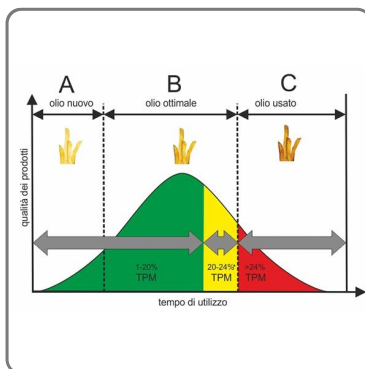 A B C
olio nuovo olio ottimale olio usato
qualità dei prodotti
1-20% 20-24% >24%
TPM TPM TPM
tempo di utilizzo